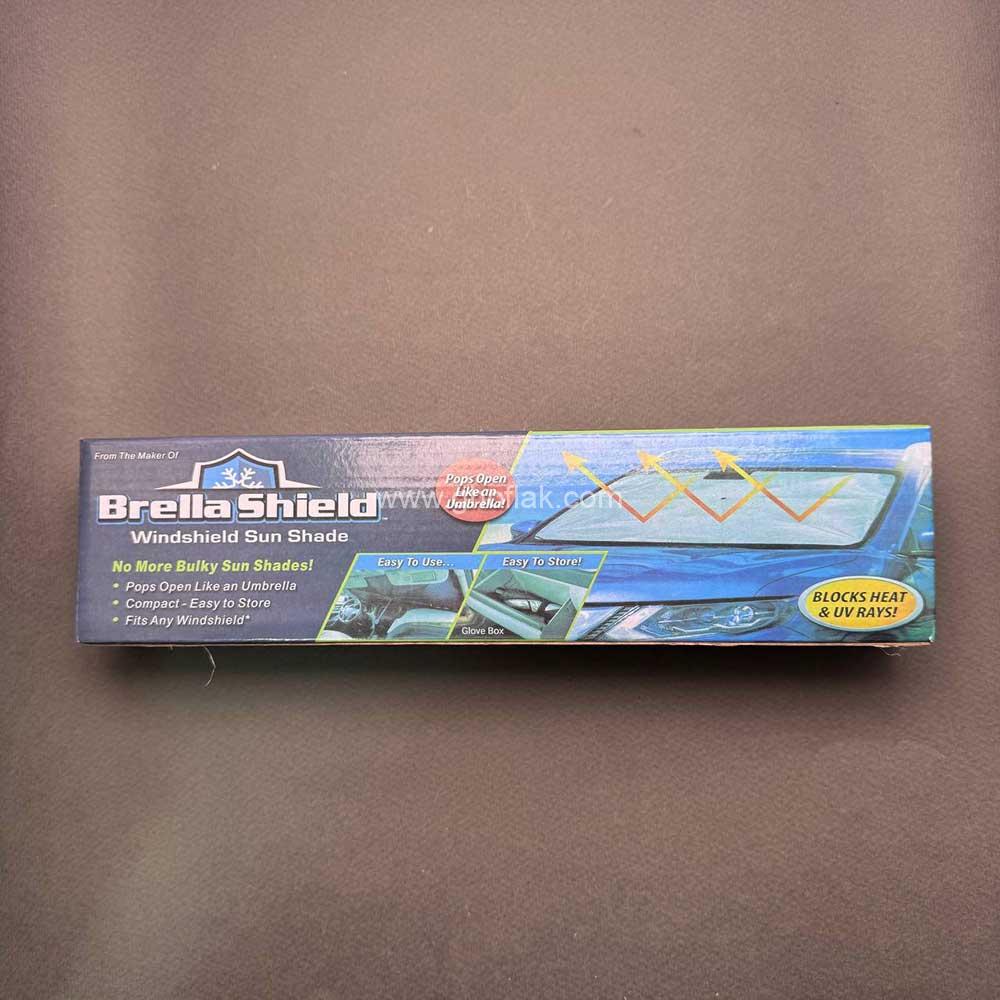 From The Maker Of
Brella Shield™
Windshield Sun Shade
No More Bulky Sun Shades!
• Pops Open Like an Umbrella
• Compact - Easy to Store
• Fits Any Windshield*
Pops Open
Like an
Umbrella!
Easy To Use...
Easy To Store!
Glove Box
BLOCKS HEAT
& UV RAYS!